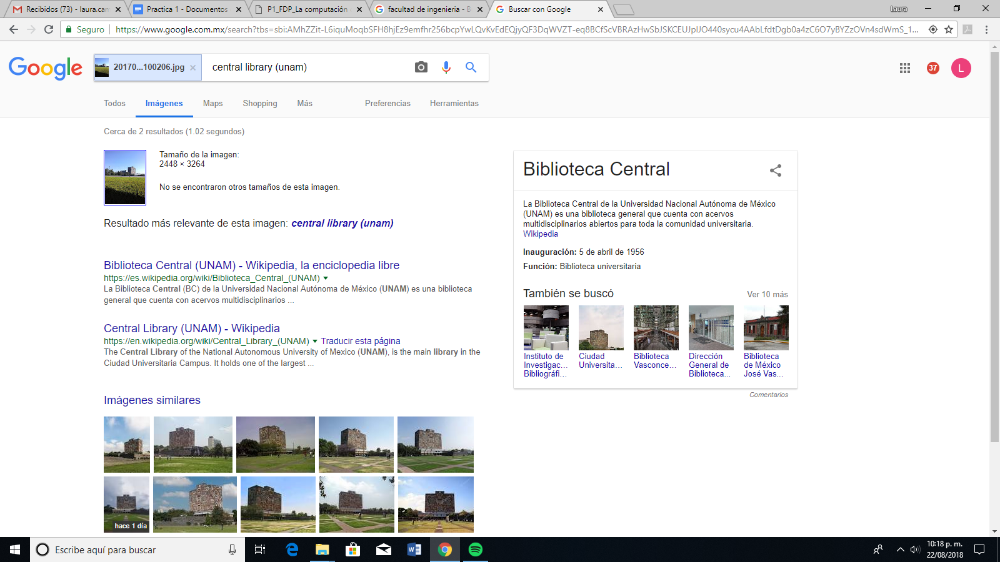 Recibidos (73) - laura.cam
Practica 1 - Documentos
P1_FDP_La computación
facultad de ingenieria - B
Buscar con Google
Laura
Seguro
https://www.google.com.mx/search?tbs=sbi:AMhZZit-L6iquMoqbSFH8hjEz9emfhr256bcpYwLQvKvEdEQjyQF3DqWVZT-eq8BCfScVBRAzHwSbJSKCEUJpIJO440sycu4AAbLfdtDgb0a4zC6O7yBYZzOVn4sdWmS_1...
Google
20170...100206.jpg
central library (unam)
37
L
Todos
Imágenes
Maps
Shopping
Más
Preferencias
Herramientas
Cerca de 2 resultados (1.02 segundos)
Tamaño de la imagen:
2448 × 3264
No se encontraron otros tamaños de esta imagen.
Resultado más relevante de esta imagen: central library (unam)
Biblioteca Central (UNAM) - Wikipedia, la enciclopedia libre
https://es.wikipedia.org/wiki/Biblioteca_Central_(UNAM)
La Biblioteca Central (BC) de la Universidad Nacional Autónoma de México (UNAM) es una biblioteca
general que cuenta con acervos multidisciplinarios ...
Central Library (UNAM) - Wikipedia
https://en.wikipedia.org/wiki/Central_Library_(UNAM) Traducir esta página
The Central Library of the National Autonomous University of Mexico (UNAM), is the main library in the
Ciudad Universitaria Campus. It holds one of the largest ...
Imágenes similares
hace 1 día
Biblioteca Central
La Biblioteca Central de la Universidad Nacional Autónoma de México
(UNAM) es una biblioteca general que cuenta con acervos
multidisciplinarios abiertos para toda la comunidad universitaria.
Wikipedia
Inauguración: 5 de abril de 1956
Función: Biblioteca universitaria
También se buscó
Ver 10 más
Instituto de
Investigac...
Bibliográfi...
Ciudad
Universita...
Biblioteca
Vasconce...
Dirección
General de
Biblioteca...
Biblioteca
de México
José Vas...
Comentarios
Escribe aquí para buscar
10:18 p. m.
22/08/2018